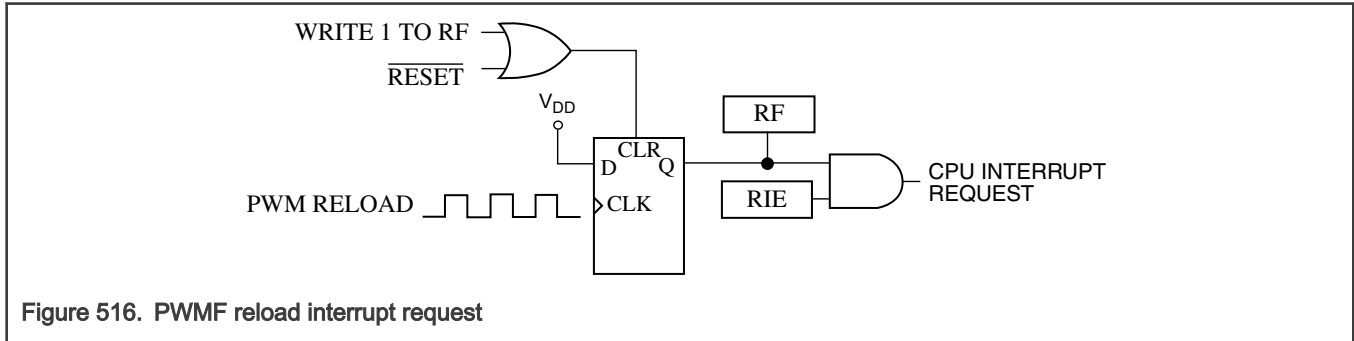 WRITE 1 TO RF
RESET
VDD
RF
CLR
D
Q
CPU INTERRUPT
REQUEST
PWM RELOAD
CLK
RIE
Figure 516. PWMF reload interrupt request